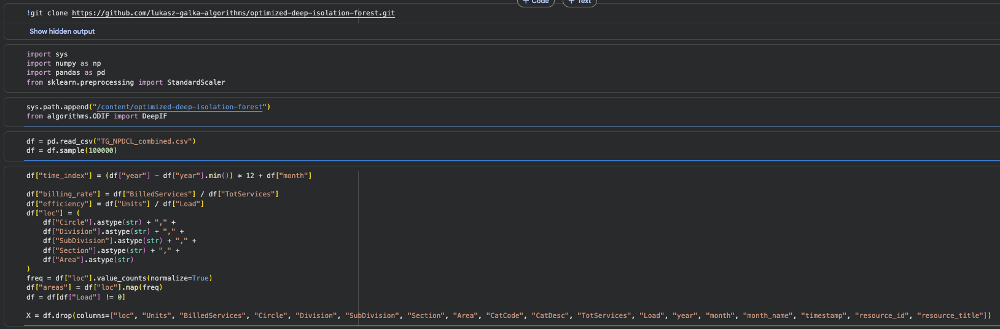 + Code + Text
!git clone https://github.com/lukasz-galka-algorithms/optimized-deep-isolation-forest.git
Show hidden output
import sys
import numpy as np
import pandas as pd
from sklearn.preprocessing import StandardScaler
sys.path.append("/content/optimized-deep-isolation-forest")
from algorithms.ODIF import DeepIF
df = pd.read_csv("TG_NPDCL_combined.csv")
df = df.sample(100000)
df["time_index"] = (df["year"] - df["year"].min()) * 12 + df["month"]
df["billing_rate"] = df["BilledServices"] / df["TotServices"]
df["efficiency"] = df["Units"] / df["Load"]
df["loc"] = (
df["Circle"].astype(str) + "," +
df["Division"].astype(str) + "," +
df["SubDivision"].astype(str) + "," +
df["Section"].astype(str) + "," +
df["Area"].astype(str)
)
freq = df["loc"].value_counts(normalize=True)
df["areas"] = df["loc"].map(freq)
df = df[df["Load"] != 0]
X = df.drop(columns=["loc", "Units", "BilledServices", "Circle", "Division", "SubDivision", "Section", "Area", "CatCode", "CatDesc", "TotServices", "Load", "year", "month", "month_name", "timestamp", "resource_id", "resource_title"])